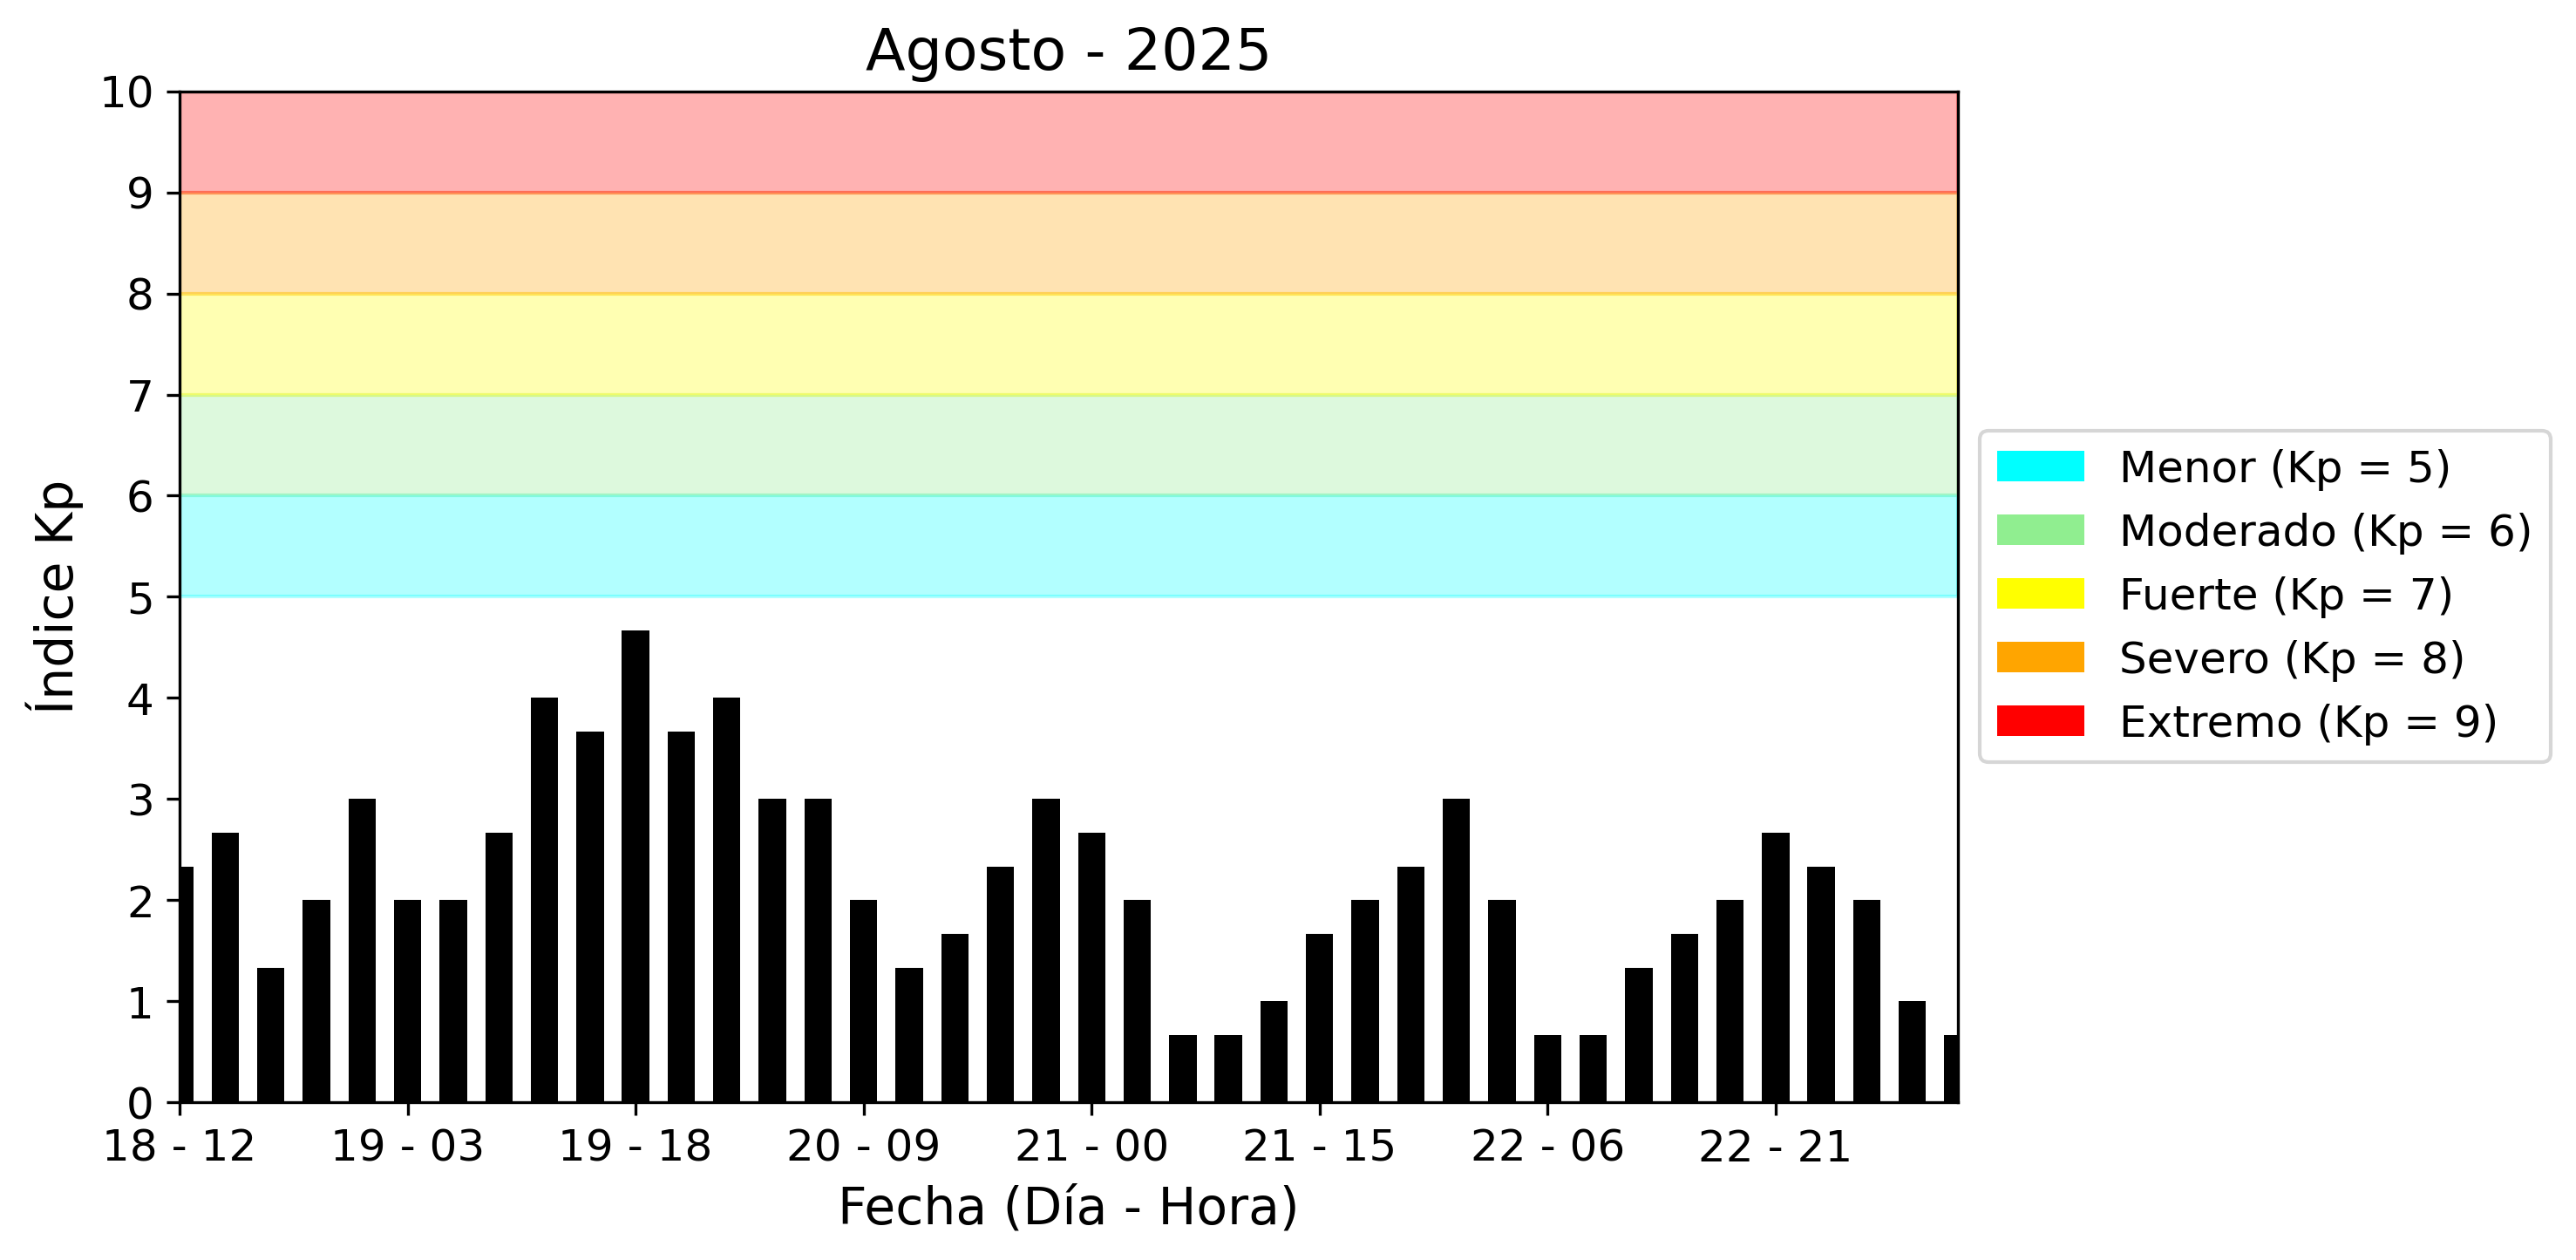 Agosto - 2025
10
9
8
7
6
5
4
3
2
1
0
Índice Kp
18 - 12
19 - 03
19 - 18
20 - 09
21 - 00
21 - 15
22 - 06
22 - 21
Fecha (Día - Hora)
Menor (Kp = 5)
Moderado (Kp = 6)
Fuerte (Kp = 7)
Severo (Kp = 8)
Extremo (Kp = 9)